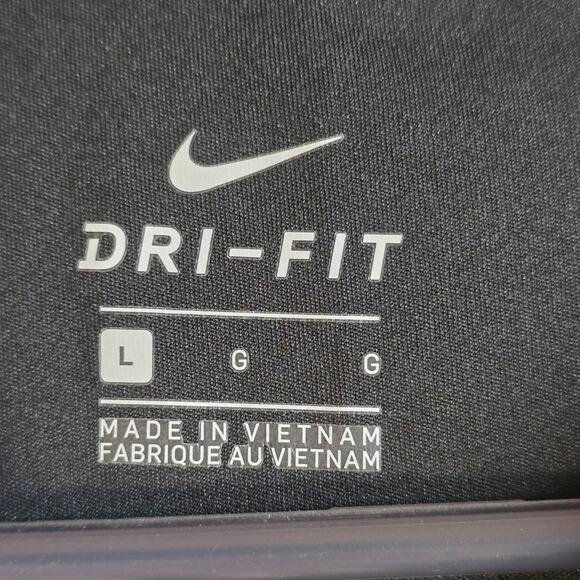 DRI-FIT
L G G
MADE IN VIETNAM
FABRIQUE AU VIETNAM